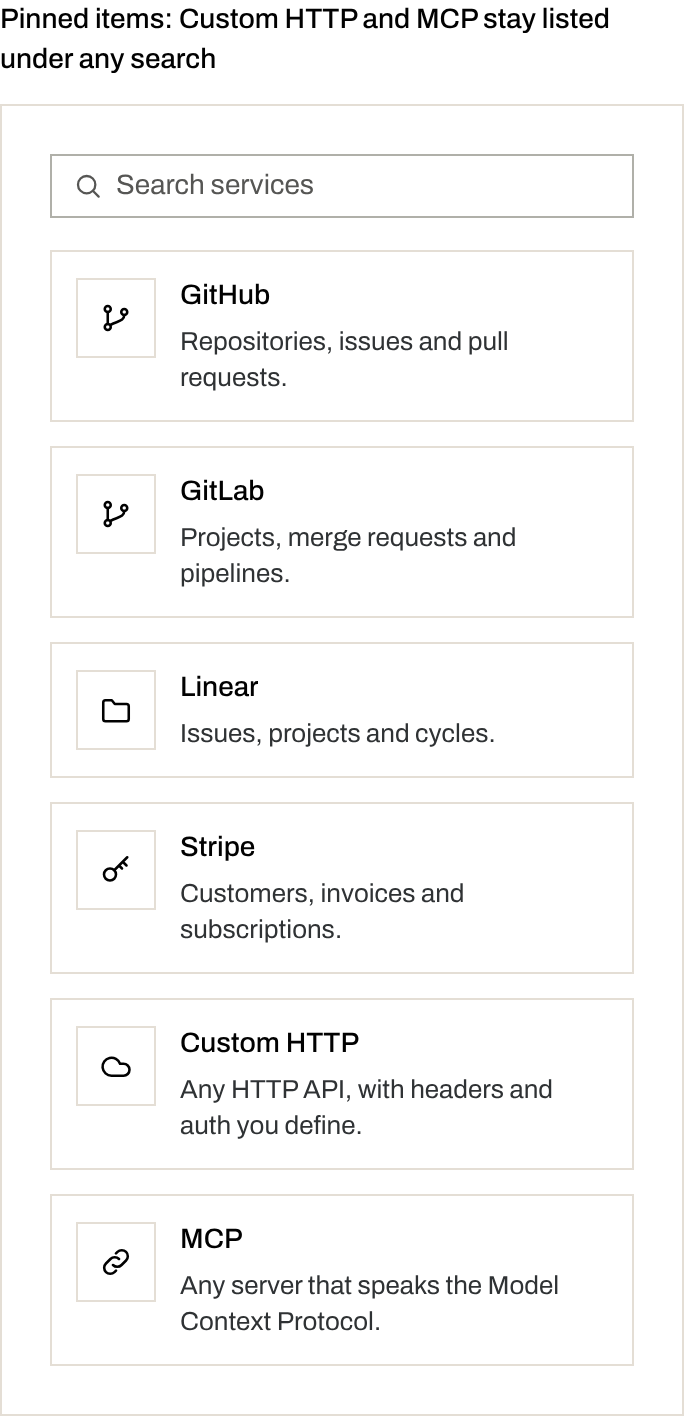 Pinned items: Custom HTTP and MCP stay listed
under any search
Search services
GitHub
Repositories, issues and pull
requests.
GitLab
Projects, merge requests and
pipelines.
Linear
Issues, projects and cycles.
Stripe
Customers, invoices and
subscriptions.
Custom HTTP
Any HTTP API, with headers and
auth you define.
MCP
Any server that speaks the Model
Context Protocol.